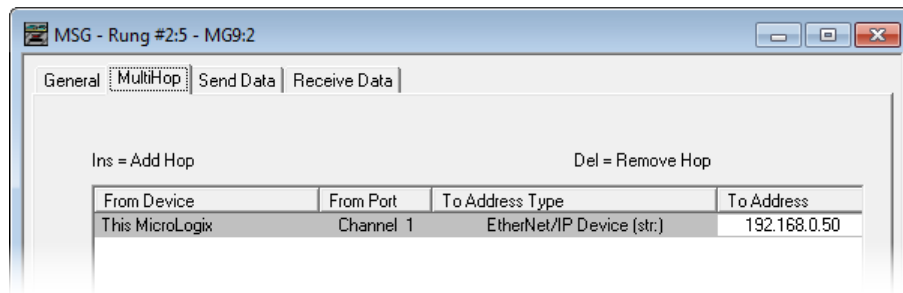 MSG - Rung #2:5 - MG9:2
General MultiHop Send Data Receive Data
Ins = Add Hop Del = Remove Hop
From Device From Port To Address Type To Address
This MicroLogix Channel 1 EtherNet/IP Device (str:) 192.168.0.50